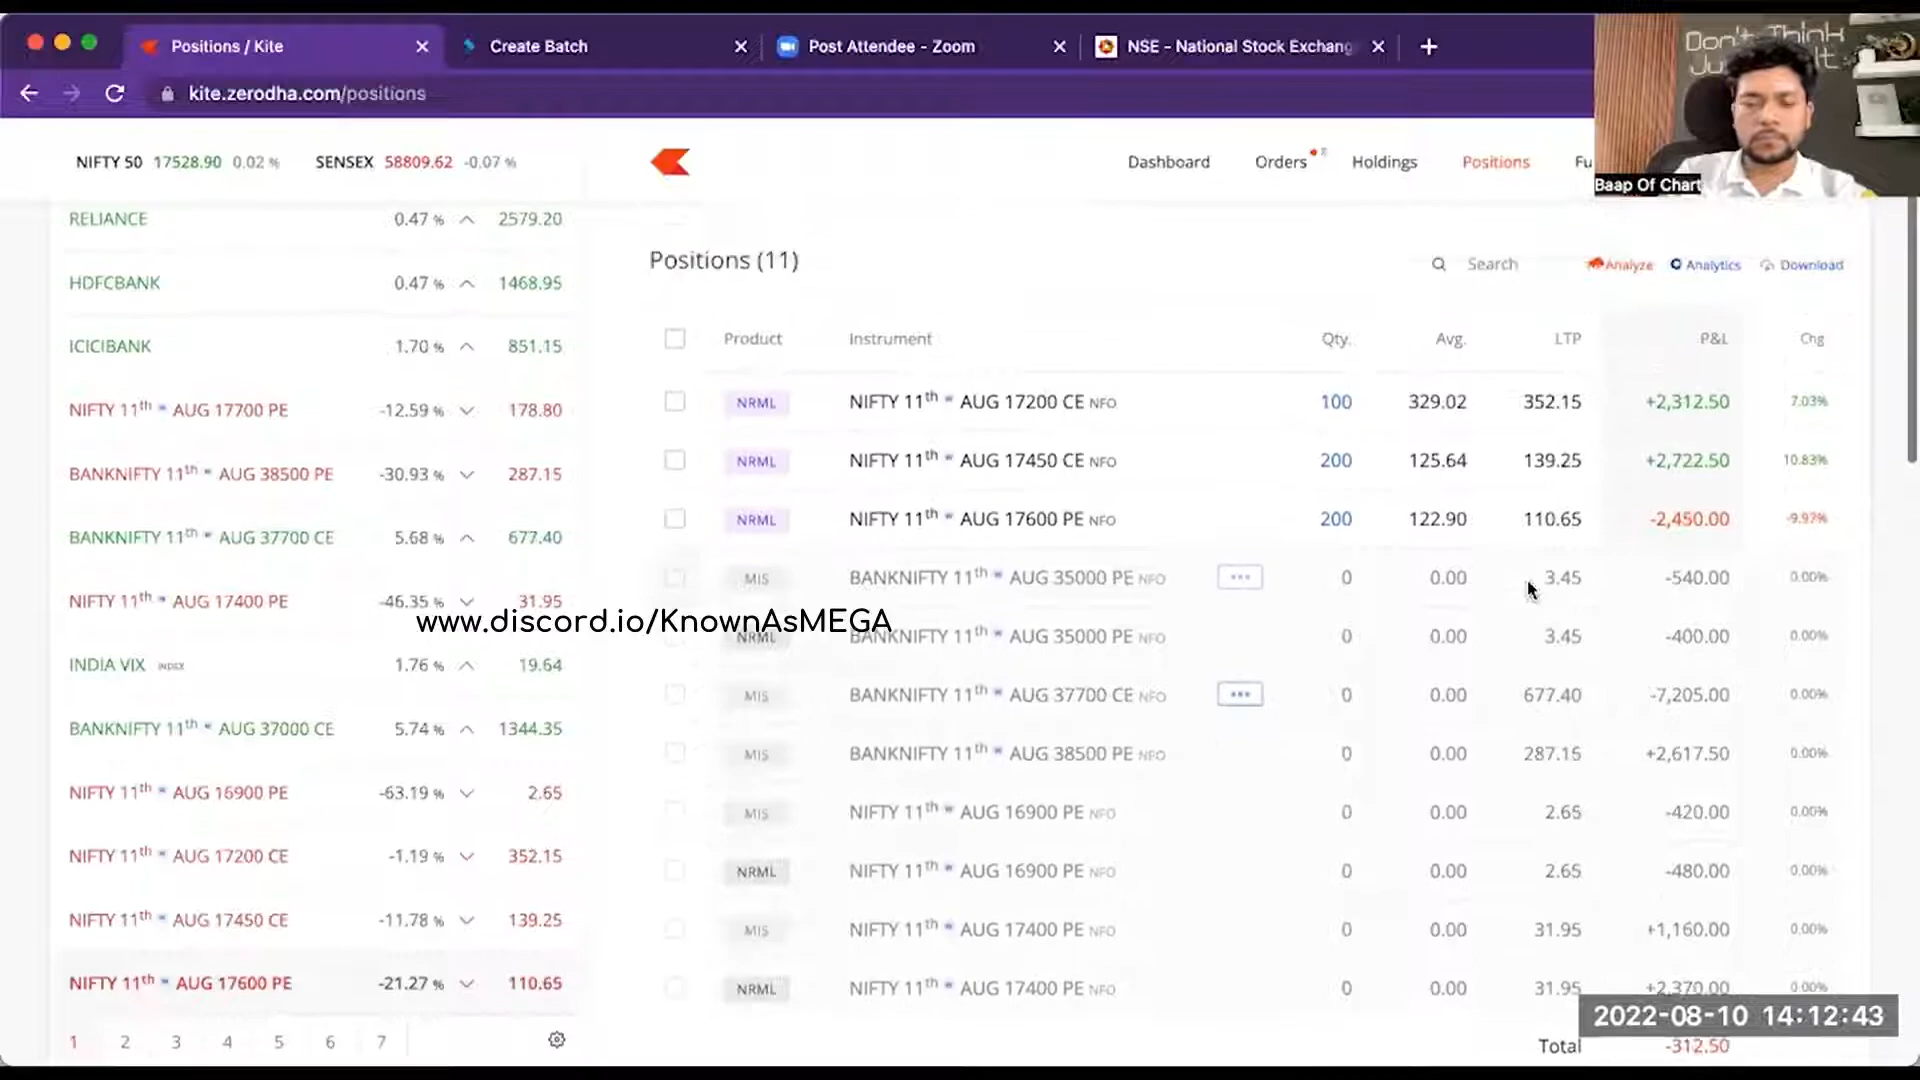 Positions / Kite
Create Batch
Post Attendee - Zoom
NSE - National Stock Exchang
kite.zerodha.com/positions
Don't Think
Baap Of Chart
NIFTY 50 17528.90 0.02 %
SENSEX 58809.62 -0.07 %
Dashboard
Orders
Holdings
Positions
Fu
RELIANCE 0.47 % 2579.20
HDFCBANK 0.47 % 1468.95
ICICIBANK 1.70 % 851.15
NIFTY 11th w AUG 17700 PE -12.59 % 178.80
BANKNIFTY 11th w AUG 38500 PE -30.93 % 287.15
BANKNIFTY 11th w AUG 37700 CE 5.68 % 677.40
NIFTY 11th w AUG 17400 PE -46.35 % 31.95
INDIA VIX INDEX 1.76 % 19.64
BANKNIFTY 11th w AUG 37000 CE 5.74 % 1344.35
NIFTY 11th w AUG 16900 PE -63.19 % 2.65
NIFTY 11th w AUG 17200 CE -1.19 % 352.15
NIFTY 11th w AUG 17450 CE -11.78 % 139.25
NIFTY 11th w AUG 17600 PE -21.27 % 110.65
1 2 3 4 5 6 7
Positions (11)
Search
Analyze
Analytics
Download
Product Instrument Qty. Avg. LTP P&L Chg
NRML NIFTY 11th w AUG 17200 CE NFO 100 329.02 352.15 +2,312.50 7.03%
NRML NIFTY 11th w AUG 17450 CE NFO 200 125.64 139.25 +2,722.50 10.83%
NRML NIFTY 11th w AUG 17600 PE NFO 200 122.90 110.65 -2,450.00 -9.97%
MIS BANKNIFTY 11th w AUG 35000 PE NFO 0 0.00 3.45 -540.00 0.00%
www.discord.io/KnownAsMEGA
NRML BANKNIFTY 11th w AUG 35000 PE NFO 0 0.00 3.45 -400.00 0.00%
MIS BANKNIFTY 11th w AUG 37700 CE NFO 0 0.00 677.40 -7,205.00 0.00%
MIS BANKNIFTY 11th w AUG 38500 PE NFO 0 0.00 287.15 +2,617.50 0.00%
MIS NIFTY 11th w AUG 16900 PE NFO 0 0.00 2.65 -420.00 0.00%
NRML NIFTY 11th w AUG 16900 PE NFO 0 0.00 2.65 -480.00 0.00%
MIS NIFTY 11th w AUG 17400 PE NFO 0 0.00 31.95 +1,160.00 0.00%
NRML NIFTY 11th w AUG 17400 PE NFO 0 0.00 31.95 +2,370.00 0.00%
2022-08-10 14:12:43
Total -312.50